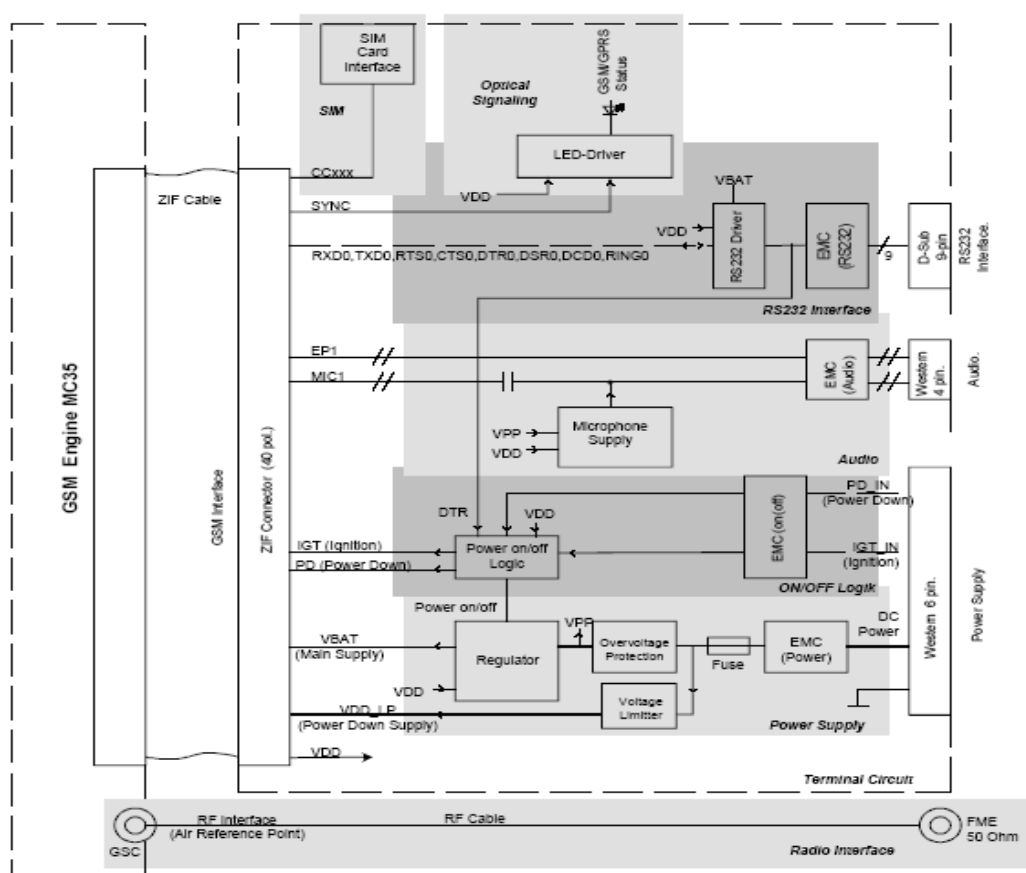 SIM
Card
Interface
SIM
Optical
Signaling
GSM/GPRS
Status
LED-Driver
CCxxx
VDD
SYNC
ZIF Cable
VBAT
VDD
RS232 Driver
EMC
(RS232)
9
D-Sub
9-pin
RS232
Interface.
RXD0,TXD0,RTS0,CTS0,DTR0,DSR0,DCD0,RING0
RS232 Interface
EP1
MIC1
EMC
(Audio)
Western
4 pin.
Audio.
Microphone
Supply
VPP
VDD
Audio
GSM Engine MC35
GSM Interface
ZIF Connector (40 pol.)
PD_IN
(Power Down)
DTR
VDD
EMC (on(off)
Power on/off
Logic
IGT (Ignition)
PD (Power Down)
IGT_IN
(Ignition)
ON/OFF Logik
Power on/off
DC
Power
Western 6 pin.
Power Supply
VPP
VBAT
(Main Supply)
Regulator
Overvoltage
Protection
Fuse
EMC
(Power)
VDD
VDD_LP
(Power Down Supply)
Voltage
Limitter
Power Supply
VDD
Terminal Circuit
RF Interface
(Air Reference Point)
RF Cable
FME
50 Ohm
GSC
Radio Interface